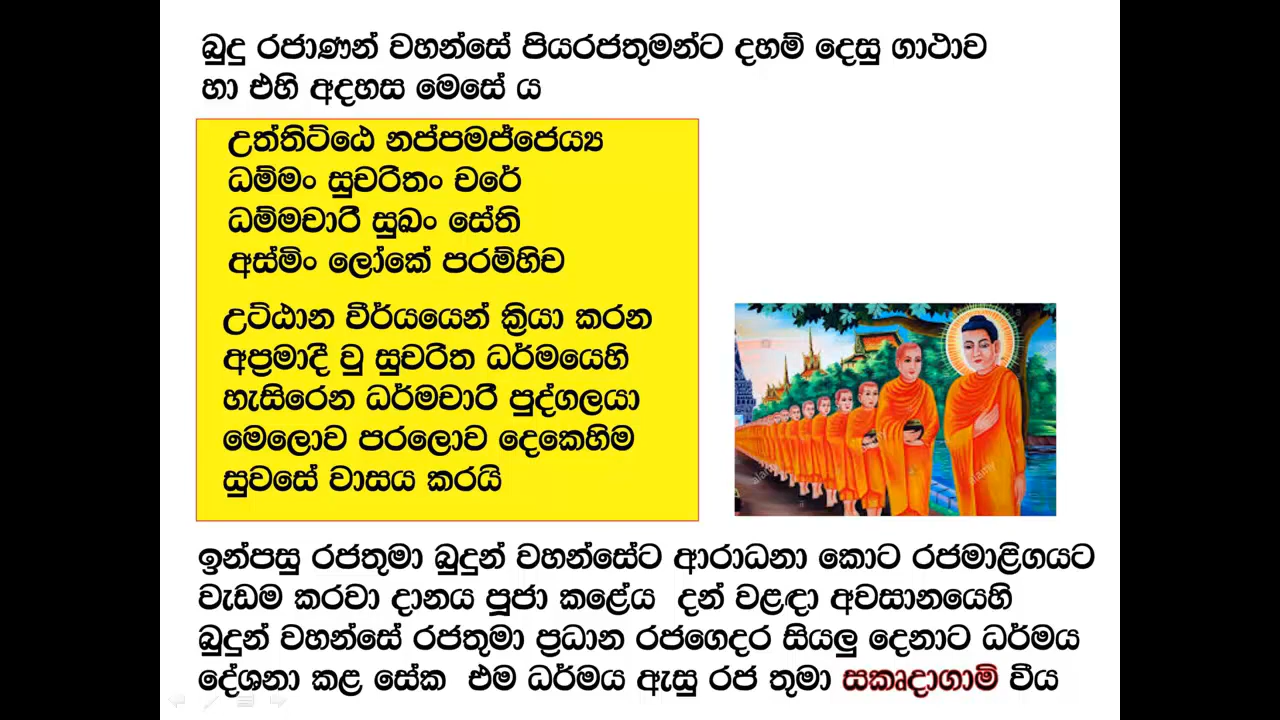 බුදු රජාණන් වහන්සේ පියරජතුමන්ට දහම් දෙසු ගාථාව
හා එහි අදහස මෙසේ ය
උත්තිට්ඨෙ නප්පමජ්ජෙය්‍ය
ධම්මං සුචරිතං චරේ
ධම්මචාරී සුඛං සේති
අස්මිං ලෝකේ පරම්හිච
උට්ඨාන වීර්යයෙන් ක්‍රියා කරන
අප්‍රමාදී වු සුචරිත ධර්මයෙහි
හැසිරෙන ධර්මචාරී පුද්ගලයා
මෙලොව පරලොව දෙකෙහිම
සුවසේ වාසය කරයි
alamy
alamy
ඉන්පසු රජතුමා බුදුන් වහන්සේට ආරාධනා කොට රජමාළිගයට
වැඩම කරවා දානය පූජා කළේය දන් වළඳා අවසානයෙහි
බුදුන් වහන්සේ රජතුමා ප්‍රධාන රජගෙදර සියලු දෙනාට ධර්මය
දේශනා කළ සේක එම ධර්මය ඇසු රජ තුමා සකෘදාගාමි වීය